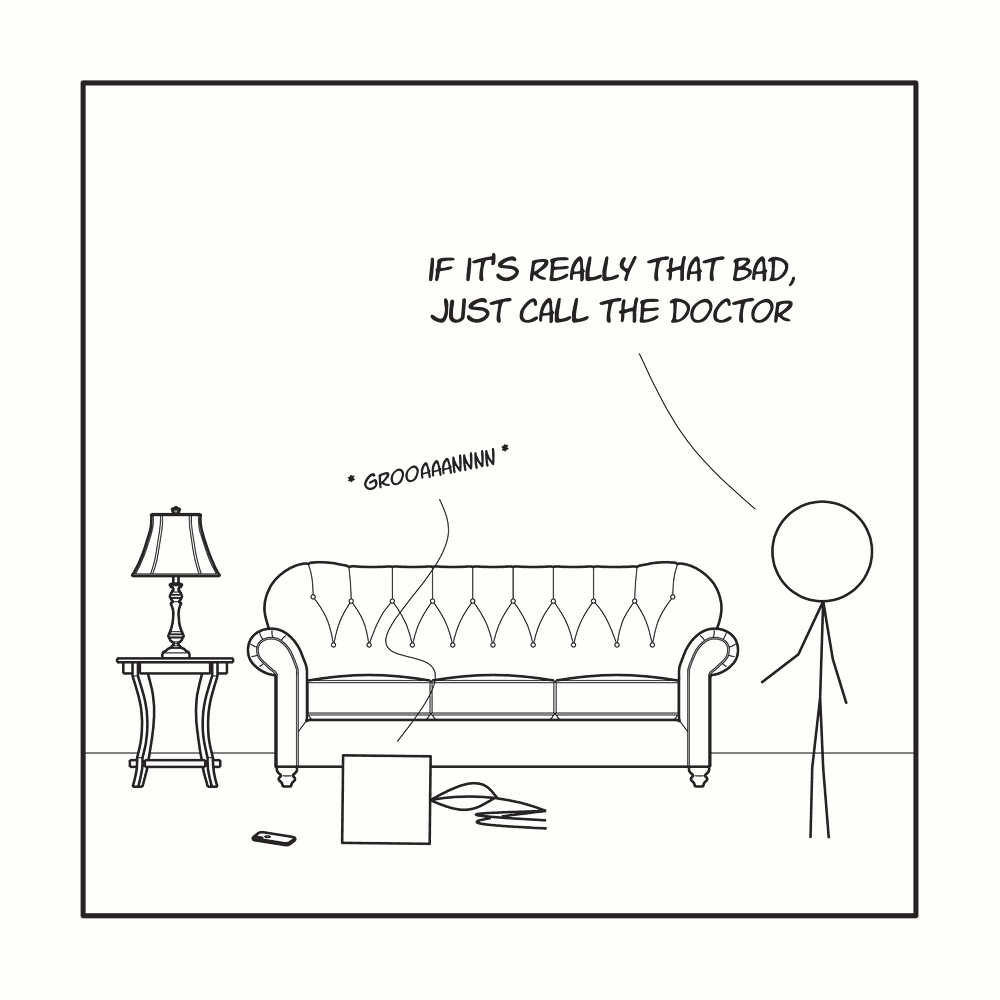 IF IT'S REALLY THAT BAD,
JUST CALL THE DOCTOR
* GROOAAANNNN *